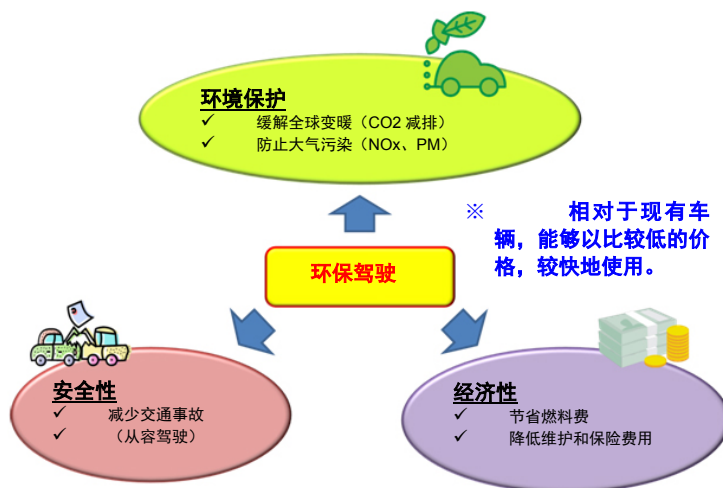 环境保护
✓ 缓解全球变暖（CO2 减排）
✓ 防止大气污染（NOx、PM）
※ 相对于现有车
辆，能够以比较低的价
格，较快地使用。
环保驾驶
安全性
✓ 减少交通事故
✓ （从容驾驶）
经济性
✓ 节省燃料费
✓ 降低维护和保险费用